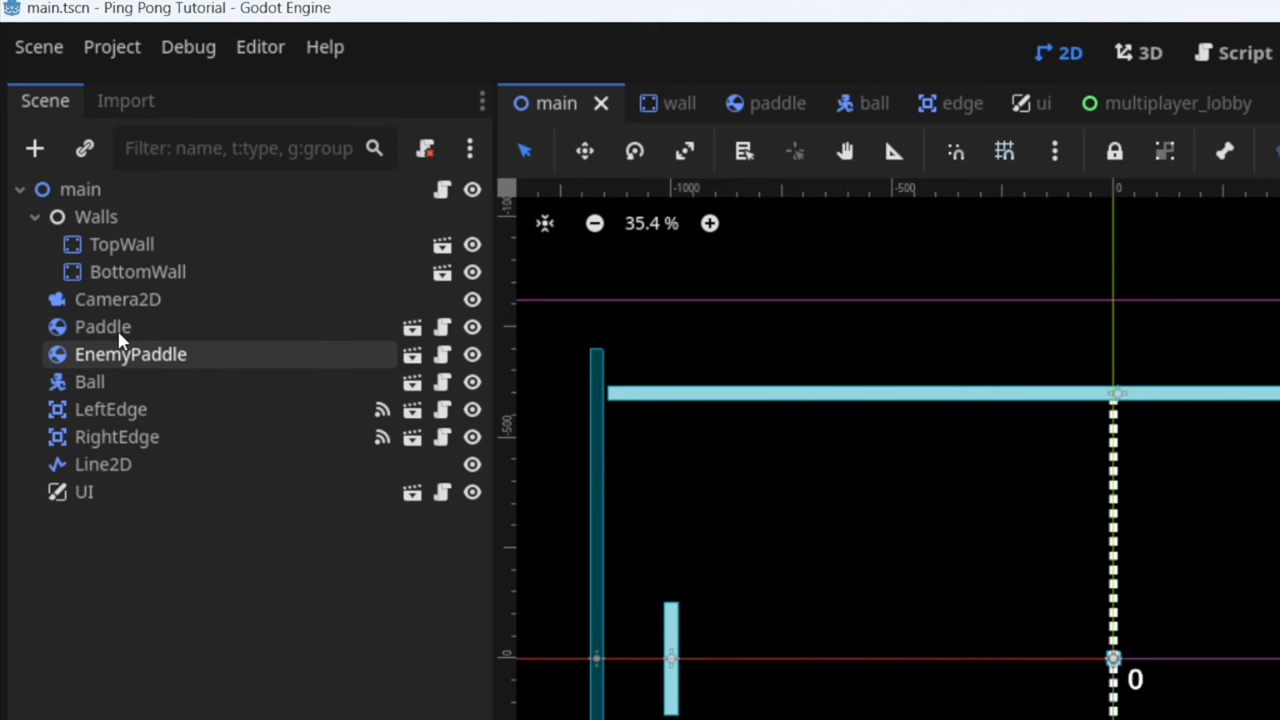 main.tscn - Ping Pong Tutorial - Godot Engine
Scene Project Debug Editor Help
2D 3D Script
Scene Import
main wall paddle ball edge ui multiplayer_lobby
Filter: name, t:type, g:group
-1000 -500 0
main
Walls
TopWall
BottomWall
Camera2D
Paddle
EnemyPaddle
Ball
LeftEdge
RightEdge
Line2D
UI
35.4 %
-500
0
0